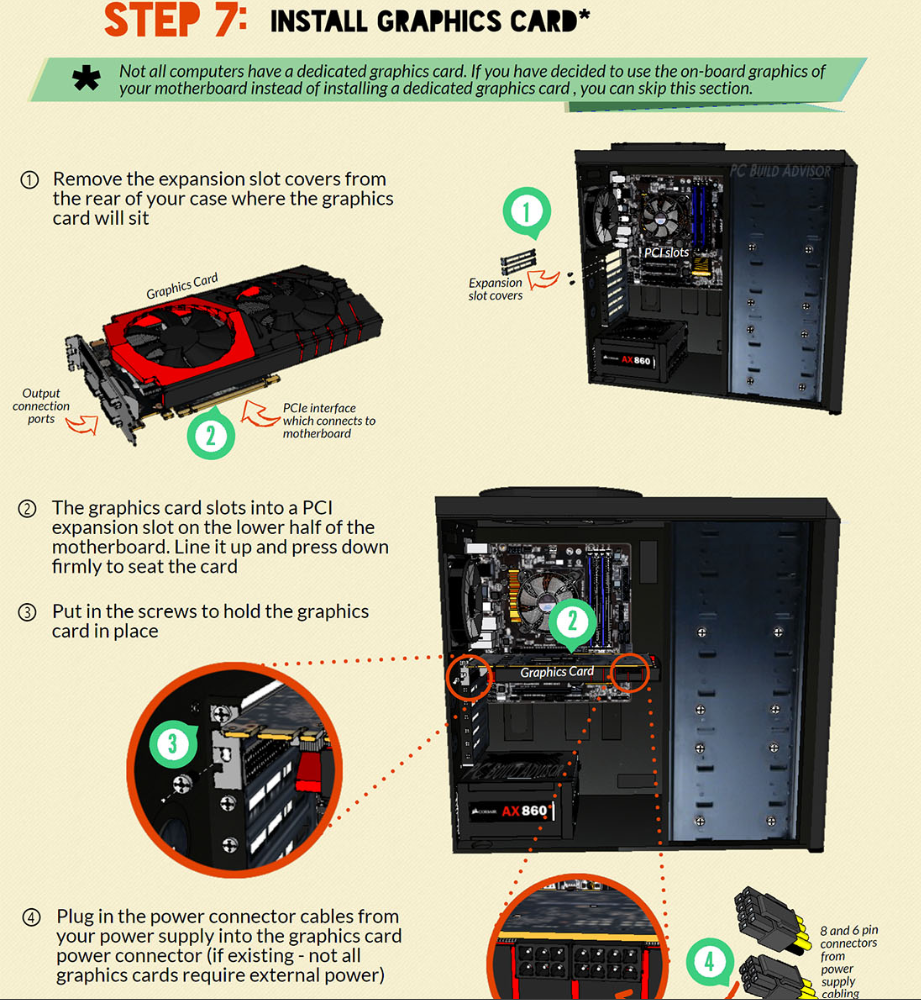 STEP 7: INSTALL GRAPHICS CARD*
* Not all computers have a dedicated graphics card. If you have decided to use the on-board graphics of
your motherboard instead of installing a dedicated graphics card , you can skip this section.
① Remove the expansion slot covers from
the rear of your case where the graphics
card will sit
PC BUILD ADVISOR
1
PCI slots
Expansion
slot covers
AX860
Graphics Card
Output
connection
ports
2
PCIe interface
which connects to
motherboard
② The graphics card slots into a PCI
expansion slot on the lower half of the
motherboard. Line it up and press down
firmly to seat the card
③ Put in the screws to hold the graphics
card in place
2
Graphics Card
3
PC BUILD ADVISOR
CORSAIR AX860
④ Plug in the power connector cables from
your power supply into the graphics card
power connector (if existing - not all
graphics cards require external power)
4
8 and 6 pin
connectors
from
power
supply
cabling